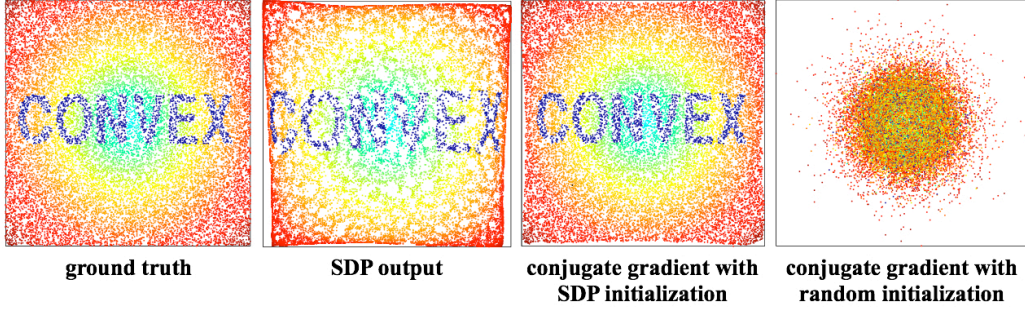 CONVEX
CONVEX
CONVEX
ground truth
SDP output
conjugate gradient with
SDP initialization
conjugate gradient with
random initialization